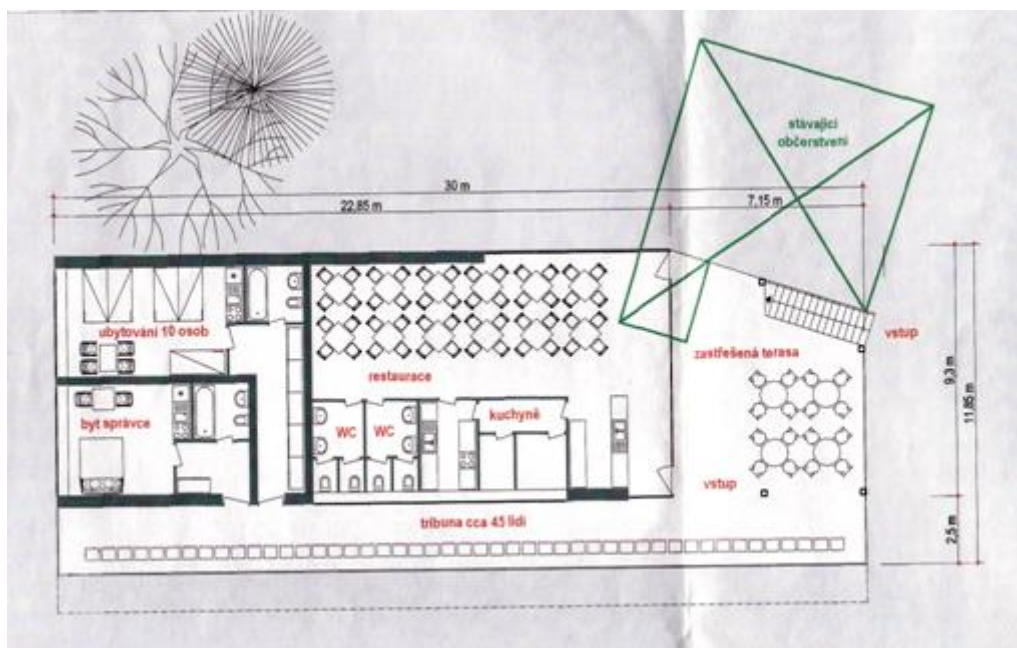 stávající
občerstvení
30 m
22,85 m
7,15 m
ubytování 10 osob
vstup
zastřešená terasa
restaurace
9,3 m
11,85 m
byt správce
WC
WC
kuchyně
vstup
tribuna cca 45 lidí
2,5 m